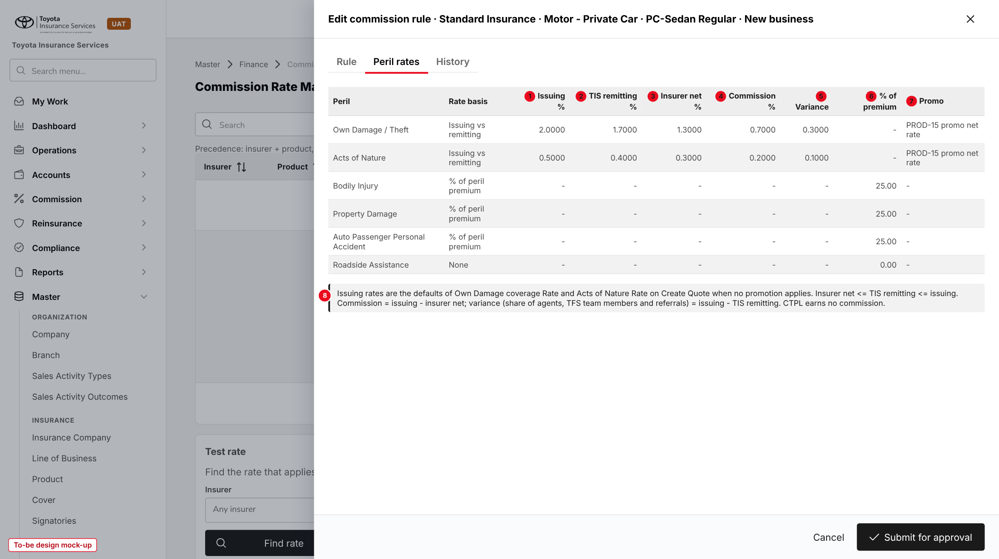 Toyota
Insurance Services
UAT
Toyota Insurance Services
Search menu...
My Work
Dashboard
Operations
Accounts
Commission
Reinsurance
Compliance
Reports
Master
ORGANIZATION
Company
Branch
Sales Activity Types
Sales Activity Outcomes
INSURANCE
Insurance Company
Line of Business
Product
Cover
Signatories
To-be design mock-up
Master > Finance > Commi
Commission Rate Ma
Search
Precedence: insurer + product,
Insurer Product
Test rate
Find the rate that applies
Insurer
Any insurer
Find rate
Edit commission rule · Standard Insurance · Motor - Private Car · PC-Sedan Regular · New business
Rule Peril rates History
Peril Rate basis 1 Issuing % 2 TIS remitting % 3 Insurer net % 4 Commission % 5 Variance 6 % of premium 7 Promo
Own Damage / Theft Issuing vs remitting 2.0000 1.7000 1.3000 0.7000 0.3000 - PROD-15 promo net rate
Acts of Nature Issuing vs remitting 0.5000 0.4000 0.3000 0.2000 0.1000 - PROD-15 promo net rate
Bodily Injury % of peril premium - - - - - 25.00 -
Property Damage % of peril premium - - - - - 25.00 -
Auto Passenger Personal Accident % of peril premium - - - - - 25.00 -
Roadside Assistance None - - - - - 0.00 -
8
Issuing rates are the defaults of Own Damage coverage Rate and Acts of Nature Rate on Create Quote when no promotion applies. Insurer net <= TIS remitting <= issuing.
Commission = issuing - insurer net; variance (share of agents, TFS team members and referrals) = issuing - TIS remitting. CTPL earns no commission.
Cancel
Submit for approval